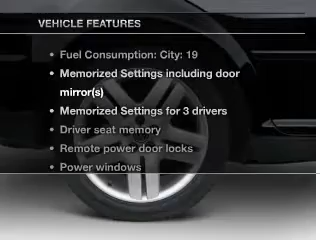 VEHICLE FEATURES
• Fuel Consumption: City: 19
• Memorized Settings including door
mirror(s)
• Memorized Settings for 3 drivers
• Driver seat memory
• Remote power door locks
• Power windows